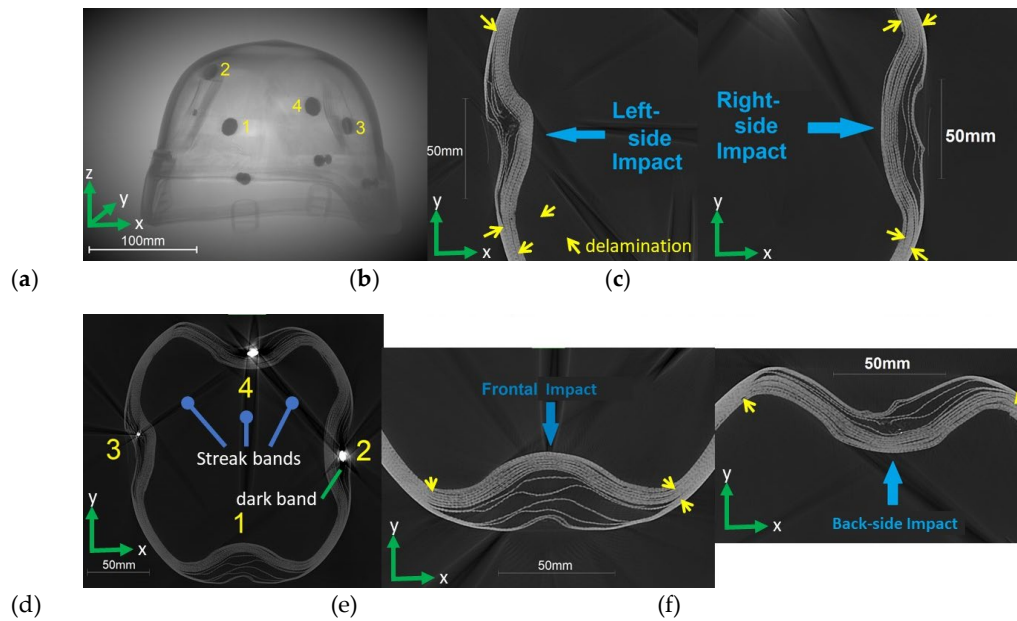 2
4
1
3
z
y
x
100mm
Left-
side
Impact
50mm
y
x
delamination
Right-
side
Impact
50mm
y
x
(a)
(b)
(c)
4
3
2
Streak bands
dark band
1
y
x
50mm
Frontal Impact
y
x
50mm
50mm
y
x
Back-side Impact
(d)
(e)
(f)